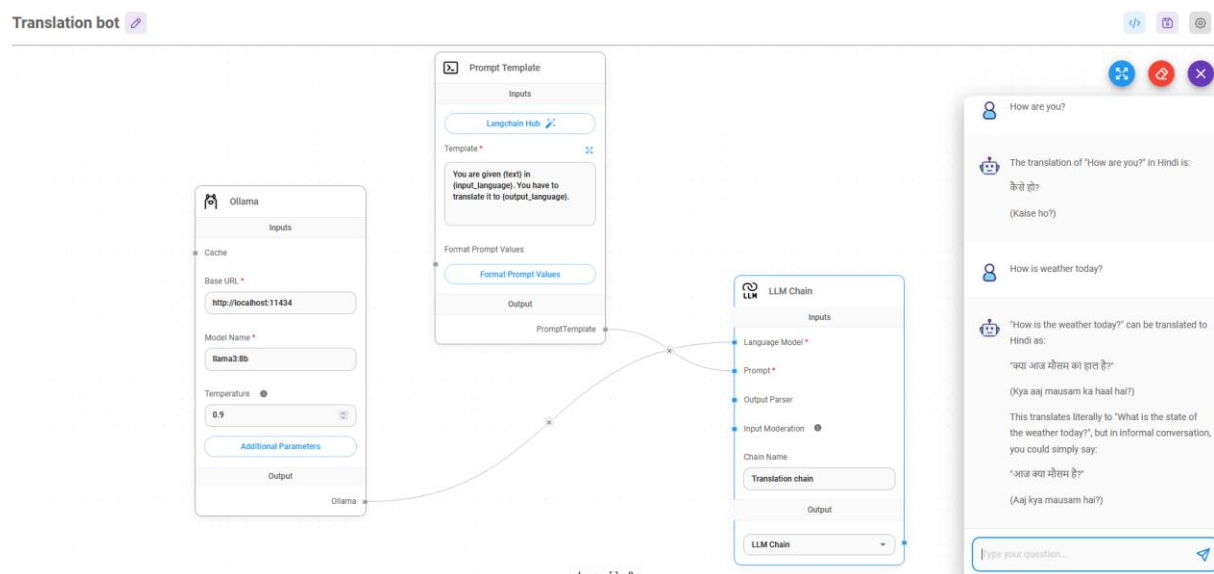 Translation bot
Prompt Template
Inputs
Langchain Hub
Template *
You are given {text} in
{input_language}. You have to
translate it to {output_language}.
Format Prompt Values
Format Prompt Values
Output
PromptTemplate
Ollama
Inputs
Cache
Base URL *
http://localhost:11434
Model Name *
llama3:8b
Temperature
0.9
Additional Parameters
Output
Ollama
LLM
LLM Chain
Inputs
Language Model *
Prompt *
Output Parser
Input Moderation
Chain Name
Translation chain
Output
LLM Chain
How are you?
The translation of "How are you?" in Hindi is:
कैसे हो?
(Kaise ho?)
How is weather today?
"How is the weather today?" can be translated to
Hindi as:
"क्या आज मौसम का हाल है?"
(Kya aaj mausam ka haal hai?)
This translates literally to "What is the state of
the weather today?", but in informal conversation,
you could simply say:
"आज क्या मौसम है?"
(Aaj kya mausam hai?)
Type your question...